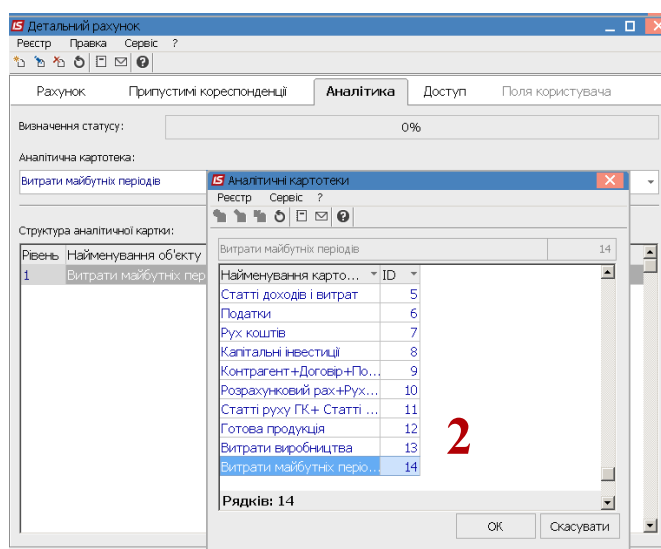 Детальний рахунок
Реєстр Правка Сервіс ?
Рахунок Припустимі кореспонденції Аналітика Доступ Поля користувача
Визначення статусу: 0%
Аналітична картотека:
Витрати майбутніх періодів
Структура аналітичної картки:
Рівень Найменування об'єкту
1 Витрати майбутніх пер
Аналітичні картотеки
Реєстр Сервіс ?
Витрати майбутніх періодів 14
Найменування карто... ID
Статті доходів і витрат 5
Податки 6
Рух коштів 7
Капітальні інвестиції 8
Контрагент+Договір+По... 9
Розрахунковий рах+Рух... 10
Статті руху ГК+ Статті ... 11
Готова продукція 12
Витрати виробництва 13
Витрати майбутніх періо... 14
2
Рядків: 14
ОК Скасувати